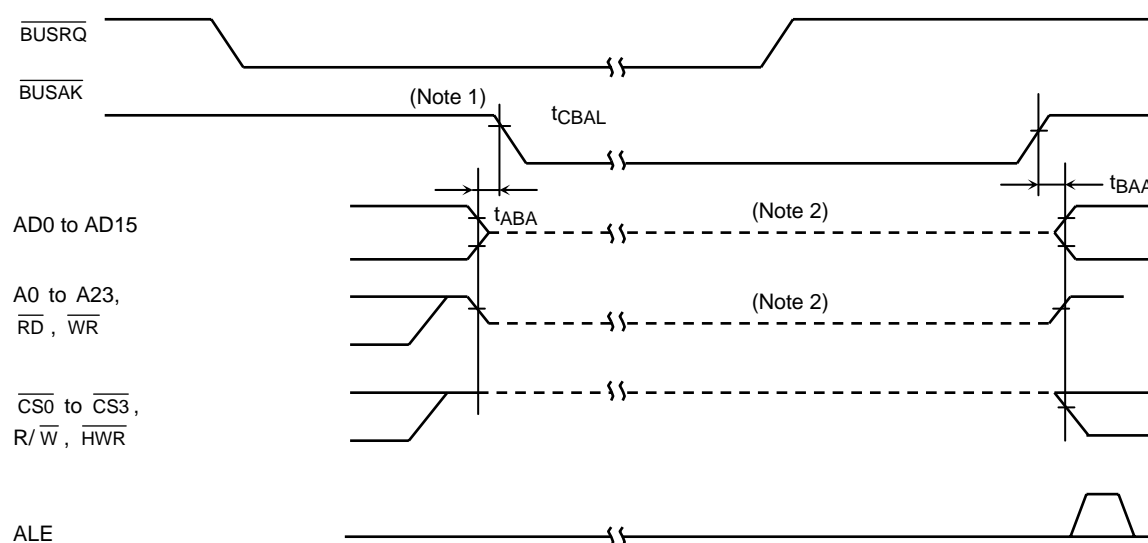 BUSRQ
BUSAK
(Note 1)
tCBAL
tBAA
AD0 to AD15
tABA
(Note 2)
A0 to A23,
RD , WR
(Note 2)
CS0 to CS3 ,
R/ W , HWR
ALE